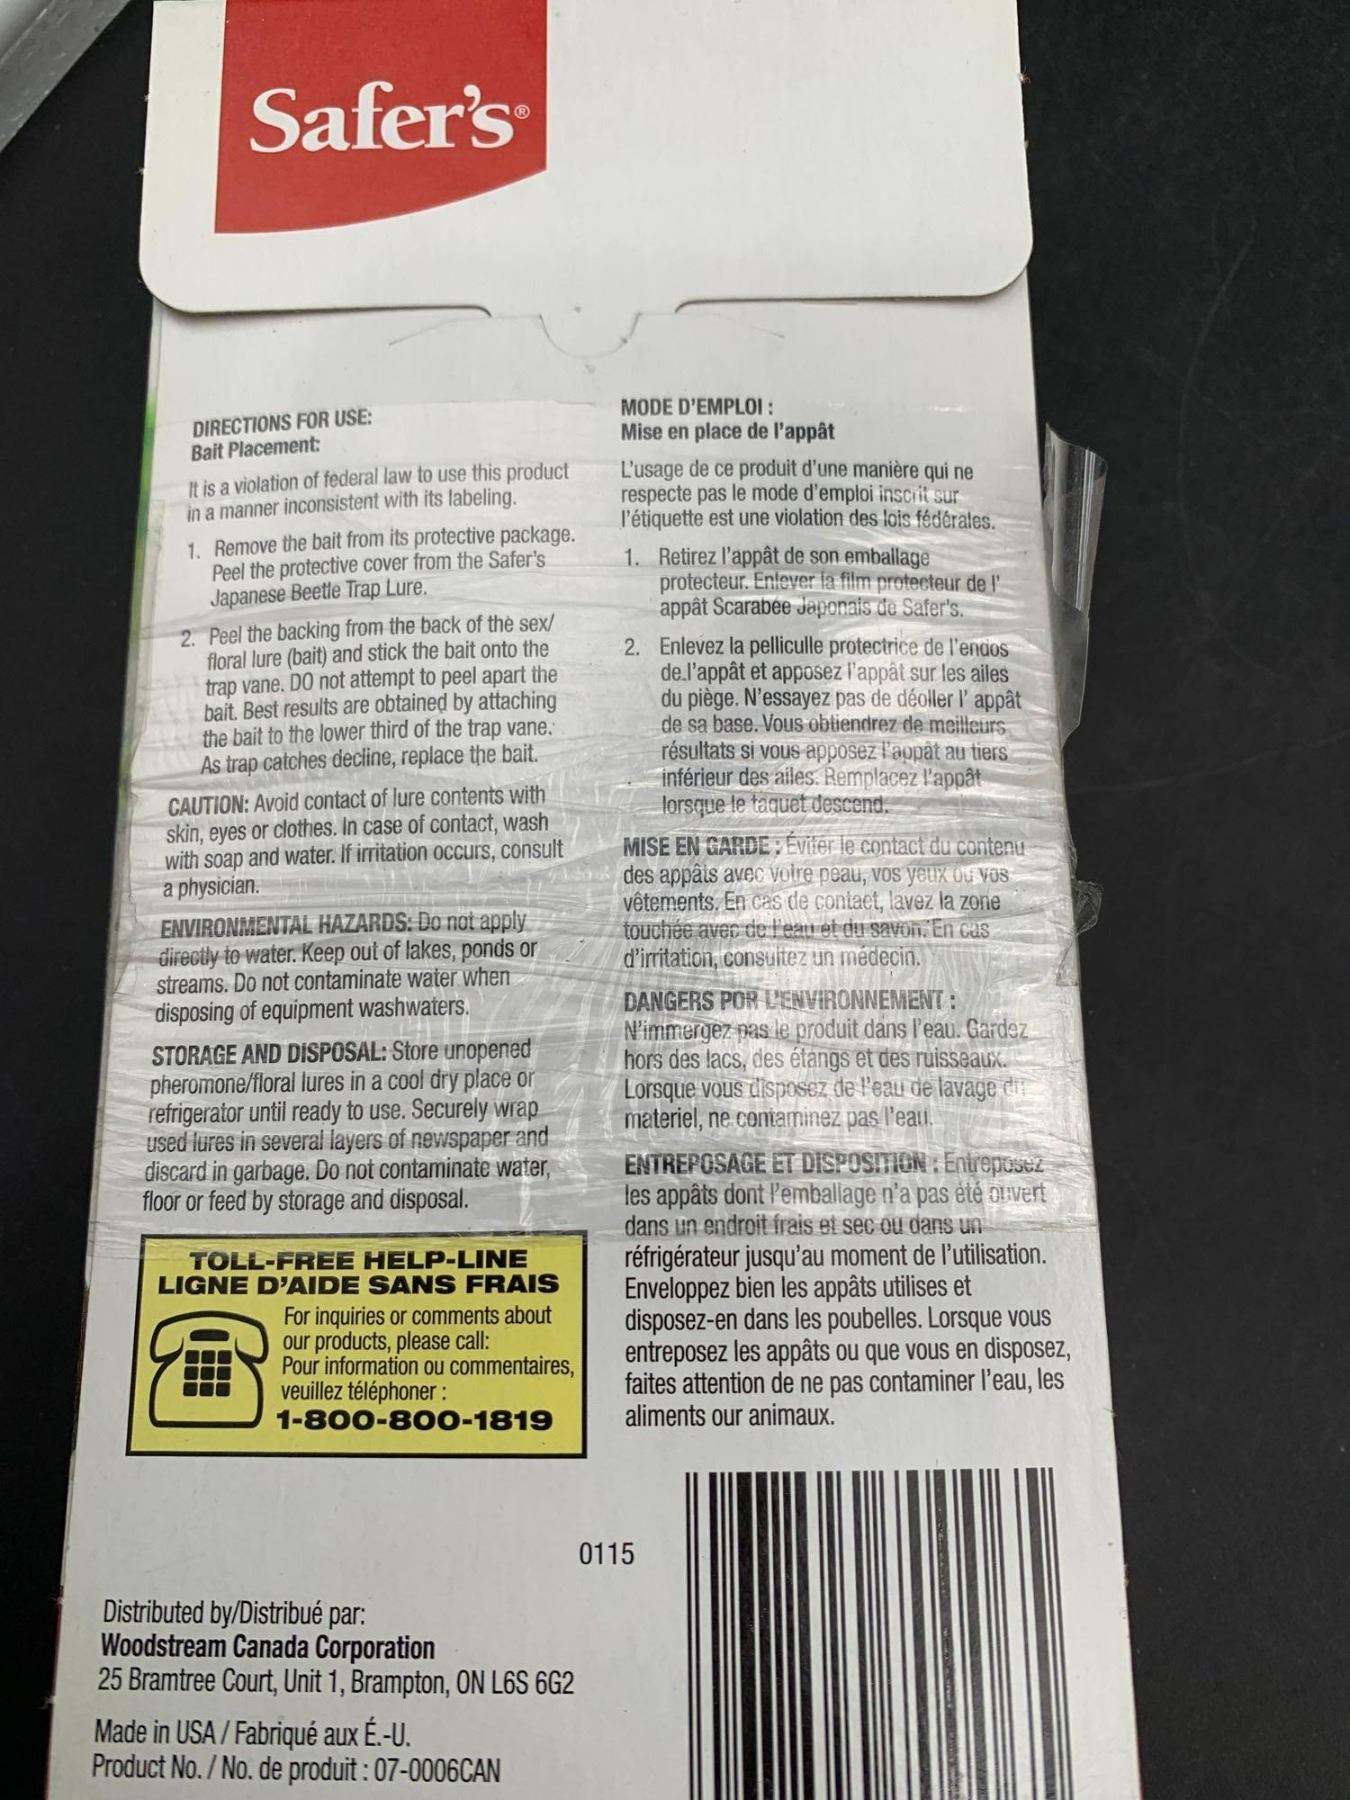 Safer's®
DIRECTIONS FOR USE:
Bait Placement:
It is a violation of federal law to use this product
in a manner inconsistent with its labeling.
1. Remove the bait from its protective package.
Peel the protective cover from the Safer's
Japanese Beetle Trap Lure.
2. Peel the backing from the back of the sex/
floral lure (bait) and stick the bait onto the
trap vane. DO not attempt to peel apart the
bait. Best results are obtained by attaching
the bait to the lower third of the trap vane.
As trap catches decline, replace the bait.
CAUTION: Avoid contact of lure contents with
skin, eyes or clothes. In case of contact, wash
with soap and water. If irritation occurs, consult
a physician.
ENVIRONMENTAL HAZARDS: Do not apply
directly to water. Keep out of lakes, ponds or
streams. Do not contaminate water when
disposing of equipment washwaters.
STORAGE AND DISPOSAL: Store unopened
pheromone/floral lures in a cool dry place or
refrigerator until ready to use. Securely wrap
used lures in several layers of newspaper and
discard in garbage. Do not contaminate water,
floor or feed by storage and disposal.
TOLL-FREE HELP-LINE
LIGNE D'AIDE SANS FRAIS
For inquiries or comments about
our products, please call:
Pour information ou commentaires,
veuillez téléphoner :
1-800-800-1819
MODE D'EMPLOI :
Mise en place de l'appât
L'usage de ce produit d'une manière qui ne
respecte pas le mode d'emploi inscrit sur
l'étiquette est une violation des lois fédérales.
1. Retirez l'appât de son emballage
protecteur. Enlever la film protecteur de l'
appât Scarabée Japonais de Safer's.
2. Enlevez la pelliculle protectrice de l'endos
de l'appât et apposez l'appât sur les ailes
du piège. N'essayez pas de déoller l' appât
de sa base. Vous obtiendrez de meilleurs
résultats si vous apposez l'appât au tiers
inférieur des ailes. Remplacez l'appât
lorsque le taquet descend.
MISE EN GARDE : Éviter le contact du contenu
des appâts avec votre peau, vos yeux ou vos
vêtements. En cas de contact, lavez la zone
touchée avec de l'eau et du savon. En cas
d'irritation, consultez un médecin.
DANGERS POR L'ENVIRONNEMENT :
N'immergez pas le produit dans l'eau. Gardez
hors des lacs, des étangs et des ruisseaux.
Lorsque vous disposez de l'eau de lavage du
materiel, ne contaminez pas l'eau.
ENTREPOSAGE ET DISPOSITION : Entreposez
les appâts dont l'emballage n'a pas été ouvert
dans un endroit frais et sec ou dans un
réfrigérateur jusqu'au moment de l'utilisation.
Enveloppez bien les appâts utilises et
disposez-en dans les poubelles. Lorsque vous
entreposez les appâts ou que vous en disposez,
faites attention de ne pas contaminer l'eau, les
aliments our animaux.
0115
Distributed by/Distribué par:
Woodstream Canada Corporation
25 Bramtree Court, Unit 1, Brampton, ON L6S 6G2
Made in USA / Fabriqué aux É.-U.
Product No. / No. de produit : 07-0006CAN